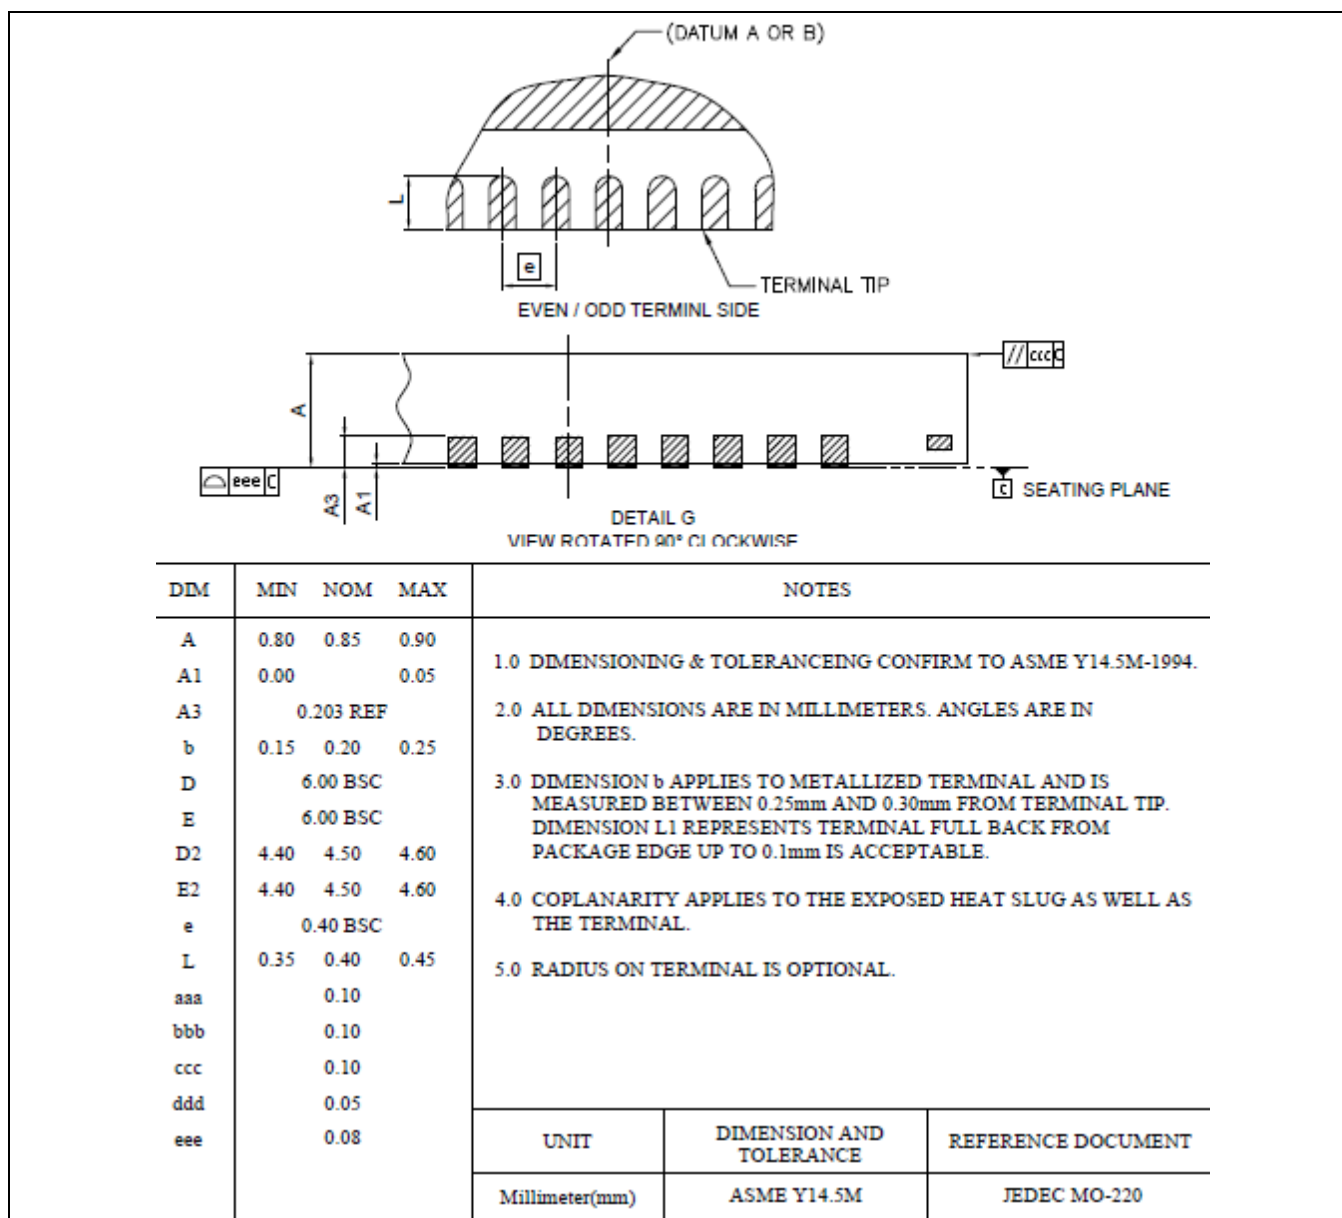 (DATUM A OR B)
L
e
TERMINAL TIP
EVEN / ODD TERMINL SIDE
// ccc C
A
eee C
A3
A1
C SEATING PLANE
DETAIL G
VIEW ROTATED 90° CLOCKWISE
DIM MIN NOM MAX NOTES
A 0.80 0.85 0.90
A1 0.00 0.05
A3 0.203 REF
b 0.15 0.20 0.25
D 6.00 BSC
E 6.00 BSC
D2 4.40 4.50 4.60
E2 4.40 4.50 4.60
e 0.40 BSC
L 0.35 0.40 0.45
aaa 0.10
bbb 0.10
ccc 0.10
ddd 0.05
eee 0.08
1.0 DIMENSIONING & TOLERANCEING CONFIRM TO ASME Y14.5M-1994.
2.0 ALL DIMENSIONS ARE IN MILLIMETERS. ANGLES ARE IN
DEGREES.
3.0 DIMENSION b APPLIES TO METALLIZED TERMINAL AND IS
MEASURED BETWEEN 0.25mm AND 0.30mm FROM TERMINAL TIP.
DIMENSION L1 REPRESENTS TERMINAL FULL BACK FROM
PACKAGE EDGE UP TO 0.1mm IS ACCEPTABLE.
4.0 COPLANARITY APPLIES TO THE EXPOSED HEAT SLUG AS WELL AS
THE TERMINAL.
5.0 RADIUS ON TERMINAL IS OPTIONAL.
UNIT DIMENSION AND TOLERANCE REFERENCE DOCUMENT
Millimeter(mm) ASME Y14.5M JEDEC MO-220